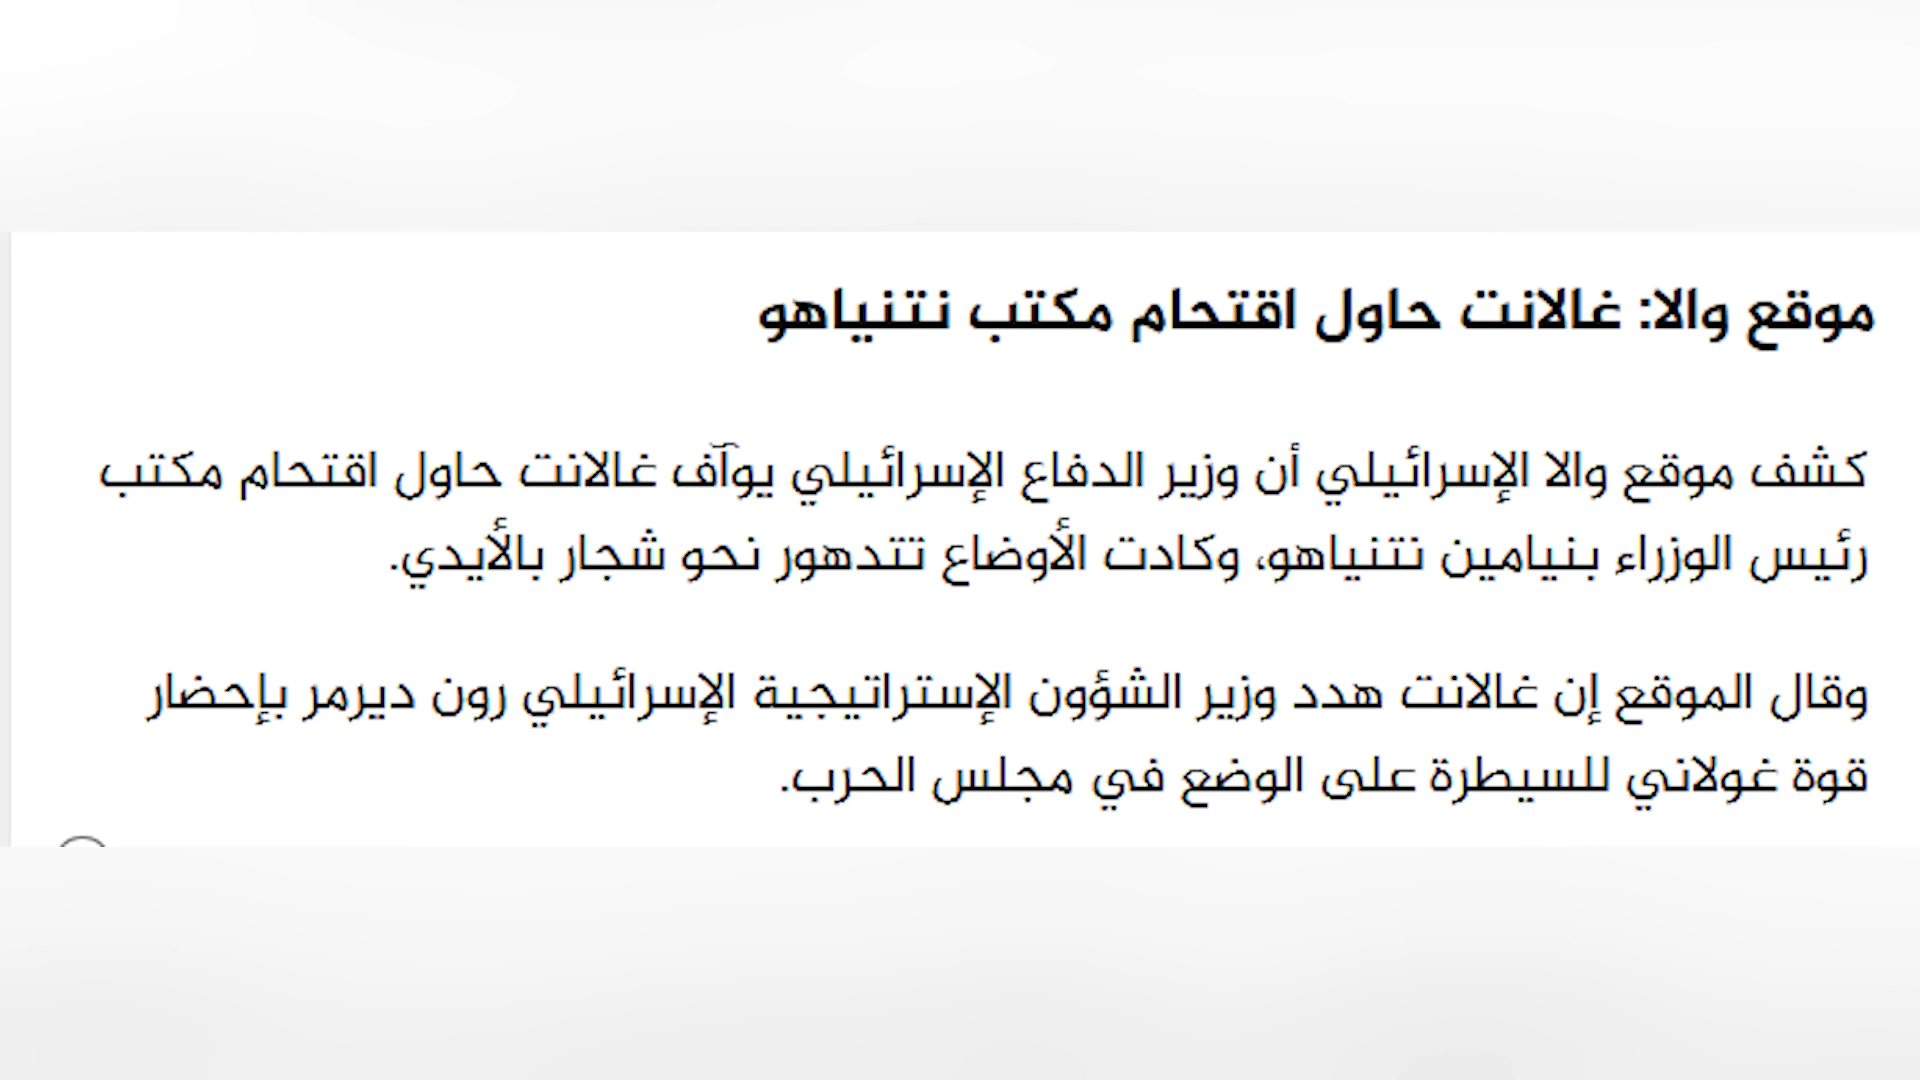 موقع والا: غالانت حاول اقتحام مكتب نتنياهو
كشف موقع والا الإسرائيلي أن وزير الدفاع الإسرائيلي يوآف غالانت حاول اقتحام مكتب
رئيس الوزراء بنيامين نتنياهو، وكادت الأوضاع تتدهور نحو شجار بالأيدي.
وقال الموقع إن غالانت هدد وزير الشؤون الإستراتيجية الإسرائيلي رون ديرمر بإحضار
قوة غولاني للسيطرة على الوضع في مجلس الحرب.